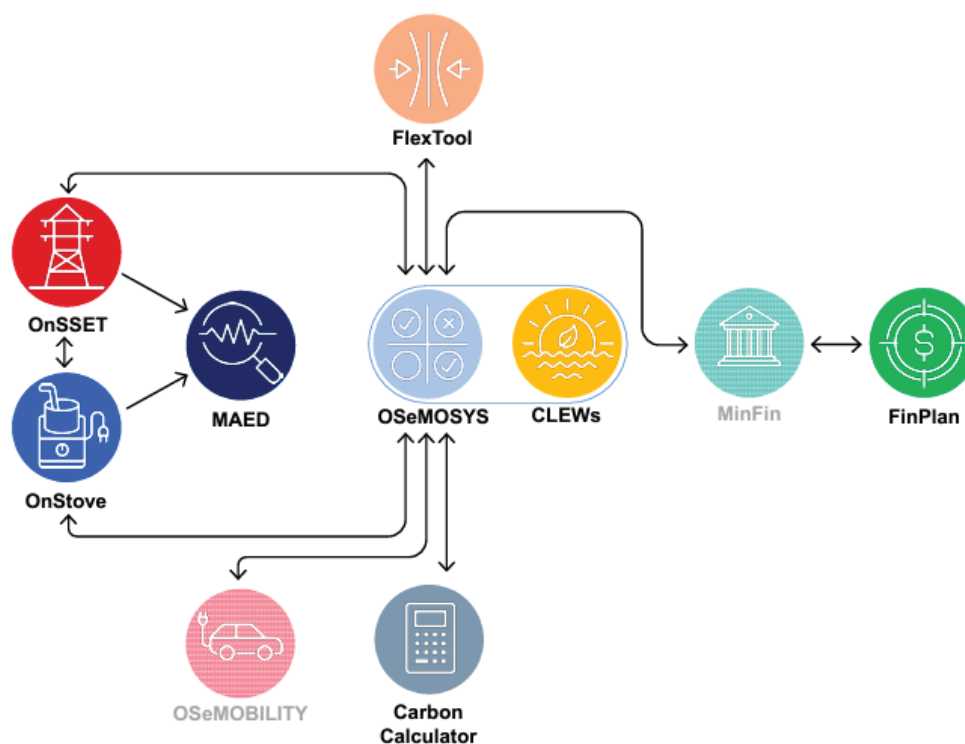 FlexTool
OnSSET
MAED
OSeMOSYS
CLEWs
MinFin
$
FinPlan
OnStove
OSeMOBILITY
Carbon
Calculator